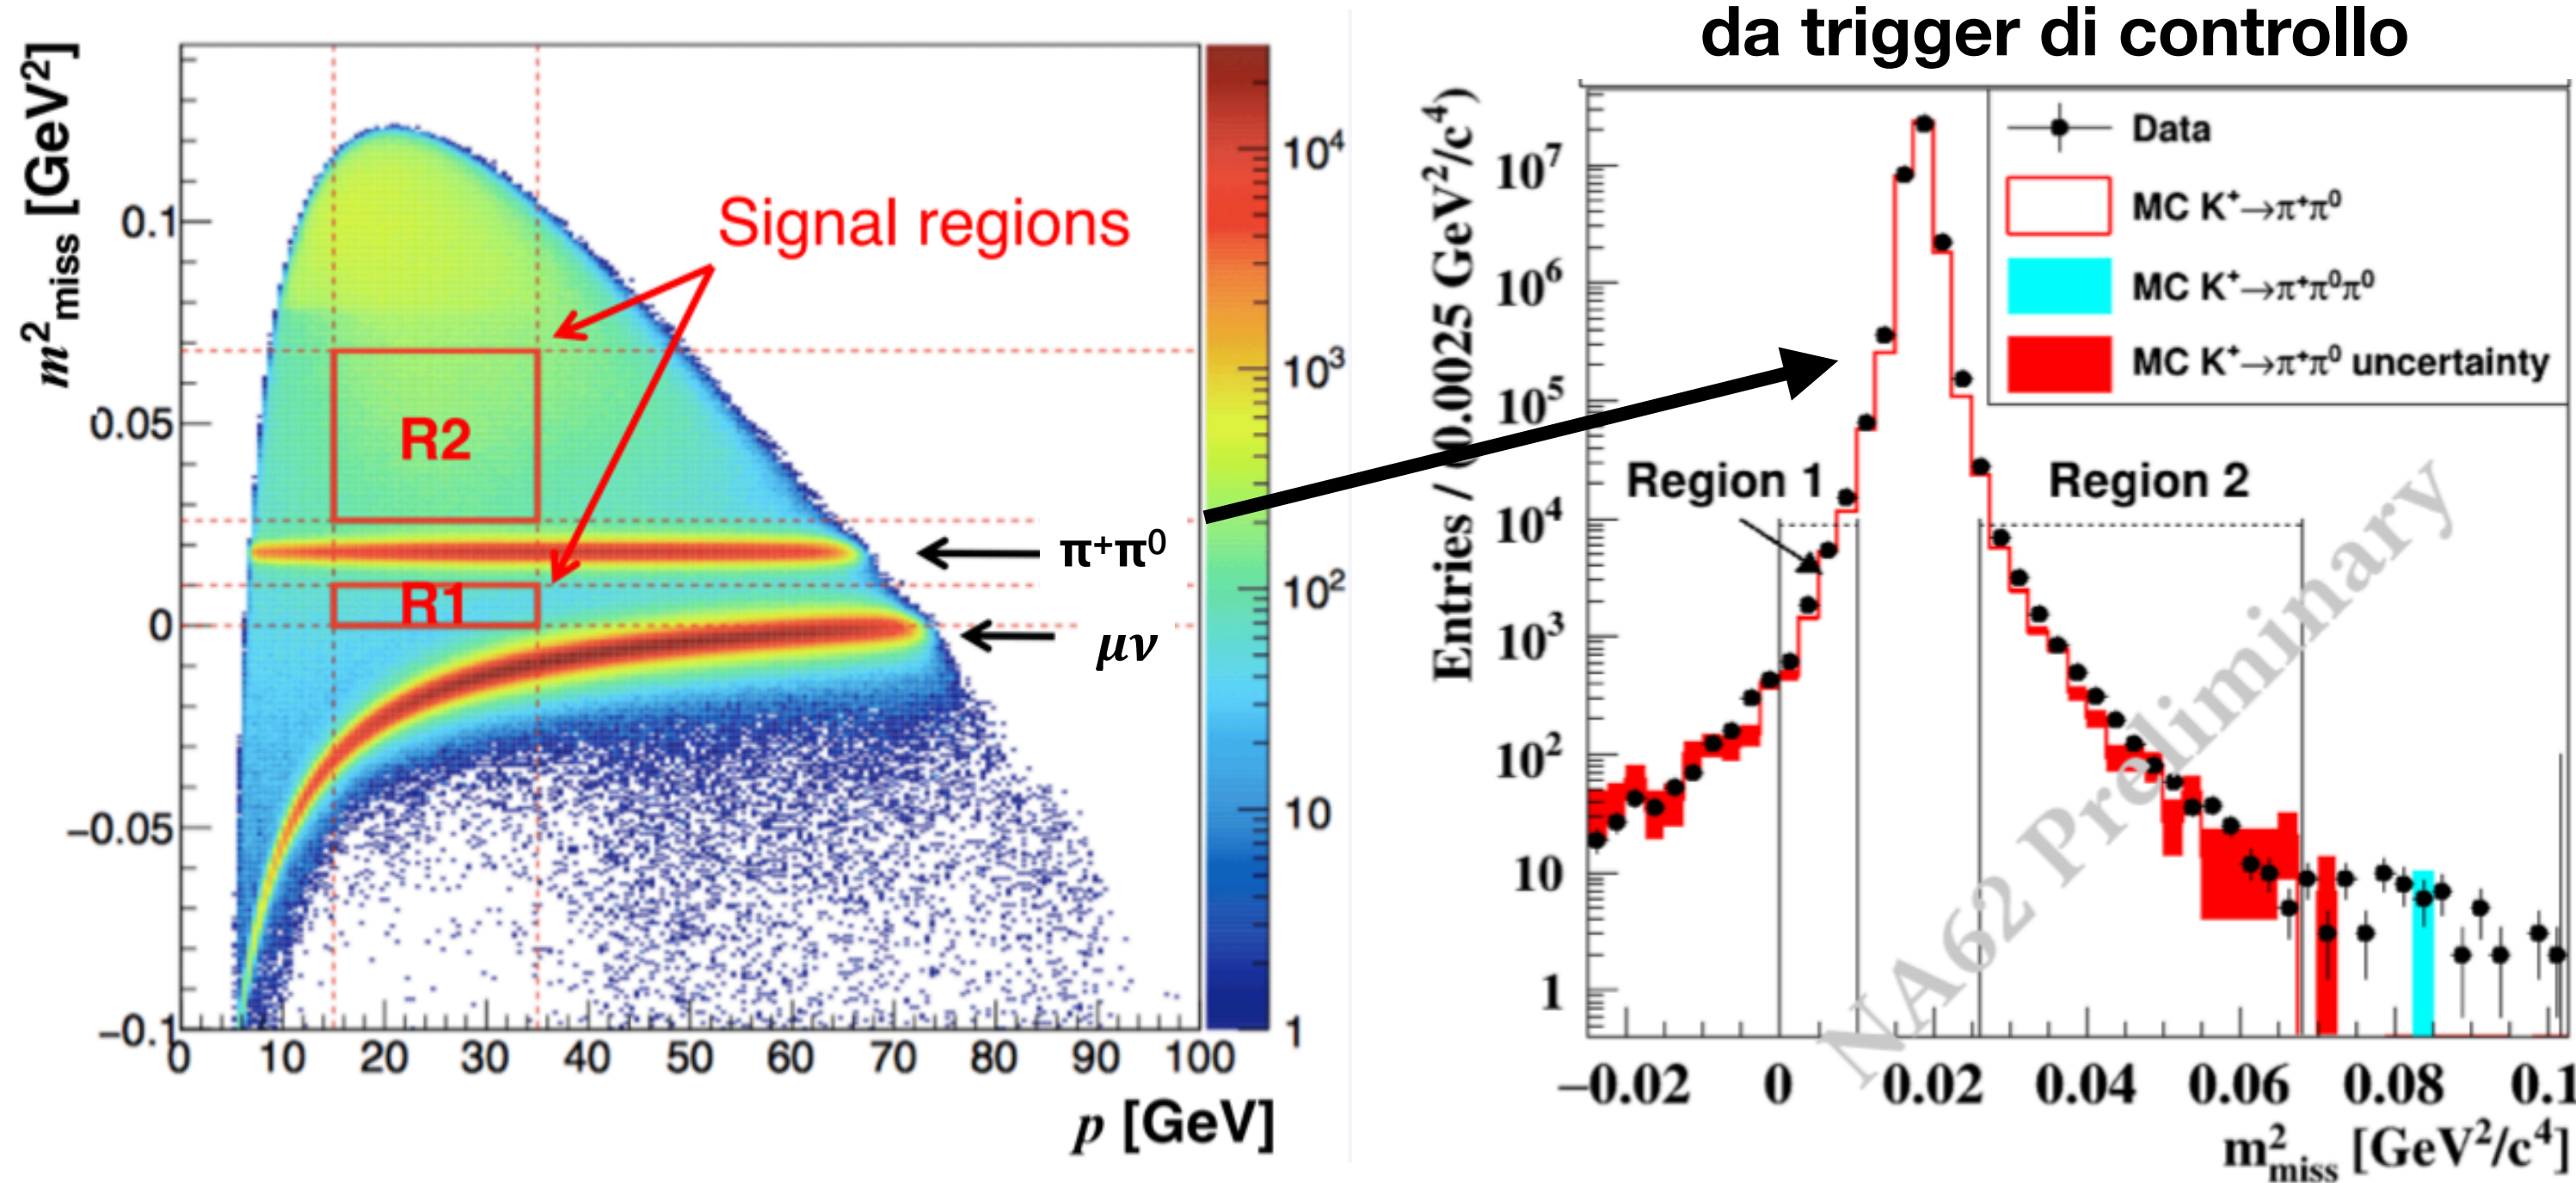 da trigger di controllo
m²miss [GeV²]
0.1
0.05
0
−0.05
−0.1
0 10 20 30 40 50 60 70 80 90 100
p [GeV]
Signal regions
R2
R1
π⁺π⁰
μν
10⁴
10³
10²
10
1
Entries / (0.0025 GeV²/c⁴)
10⁷
10⁶
10⁵
10⁴
10³
10²
10
1
Data
MC K⁺→π⁺π⁰
MC K⁺→π⁺π⁰π⁰
MC K⁺→π⁺π⁰ uncertainty
Region 1
Region 2
NA62 Preliminary
−0.02 0 0.02 0.04 0.06 0.08 0.1
m²miss [GeV²/c⁴]